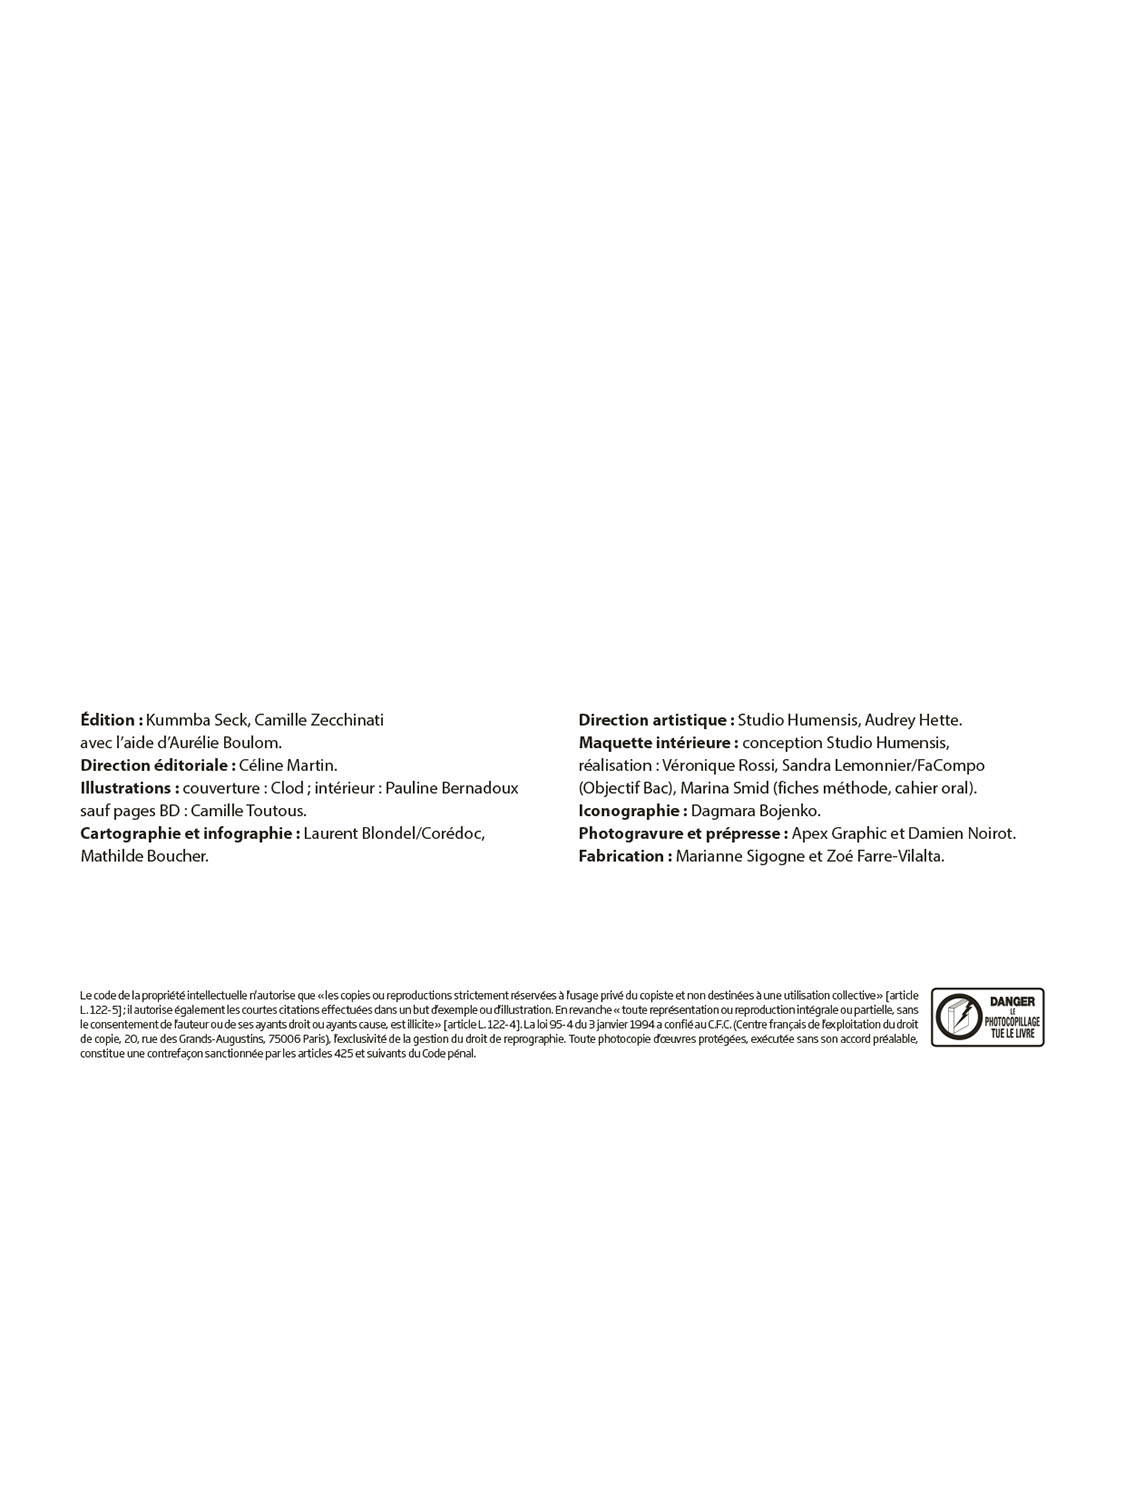 Édition : Kummba Seck, Camille Zecchinati
avec l’aide d’Aurélie Boulom.
Direction éditoriale : Céline Martin.
Illustrations : couverture : Clod ; intérieur : Pauline Bernadoux
sauf pages BD : Camille Toutous.
Cartographie et infographie : Laurent Blondel/Corédoc,
Mathilde Boucher.
Direction artistique : Studio Humensis, Audrey Hette.
Maquette intérieure : conception Studio Humensis,
réalisation : Véronique Rossi, Sandra Lemonnier/FaCompo
(Objectif Bac), Marina Smid (fiches méthode, cahier oral).
Iconographie : Dagmara Bojenko.
Photogravure et prépresse : Apex Graphic et Damien Noirot.
Fabrication : Marianne Sigogne et Zoé Farre-Vilalta.
Le code de la propriété intellectuelle n'autorise que «les copies ou reproductions strictement réservées à l'usage privé du copiste et non destinées à une utilisation collective» [article
L.122-5] ; il autorise également les courtes citations effectuées dans un but d'exemple ou d'illustration. En revanche « toute représentation ou reproduction intégrale ou partielle, sans
le consentement de l'auteur ou de ses ayants droit ou ayants cause, est illicite» [article L.122-4]. La loi 95-4 du 3 janvier 1994 a confié au C.F.C. (Centre français de l'exploitation du droit
de copie, 20, rue des Grands-Augustins, 75006 Paris), l'exclusivité de la gestion du droit de reprographie. Toute photocopie d'œuvres protégées, exécutée sans son accord préalable,
constitue une contrefaçon sanctionnée par les articles 425 et suivants du Code pénal.
DANGER
LE
PHOTOCOPILLAGE
TUE LE LIVRE